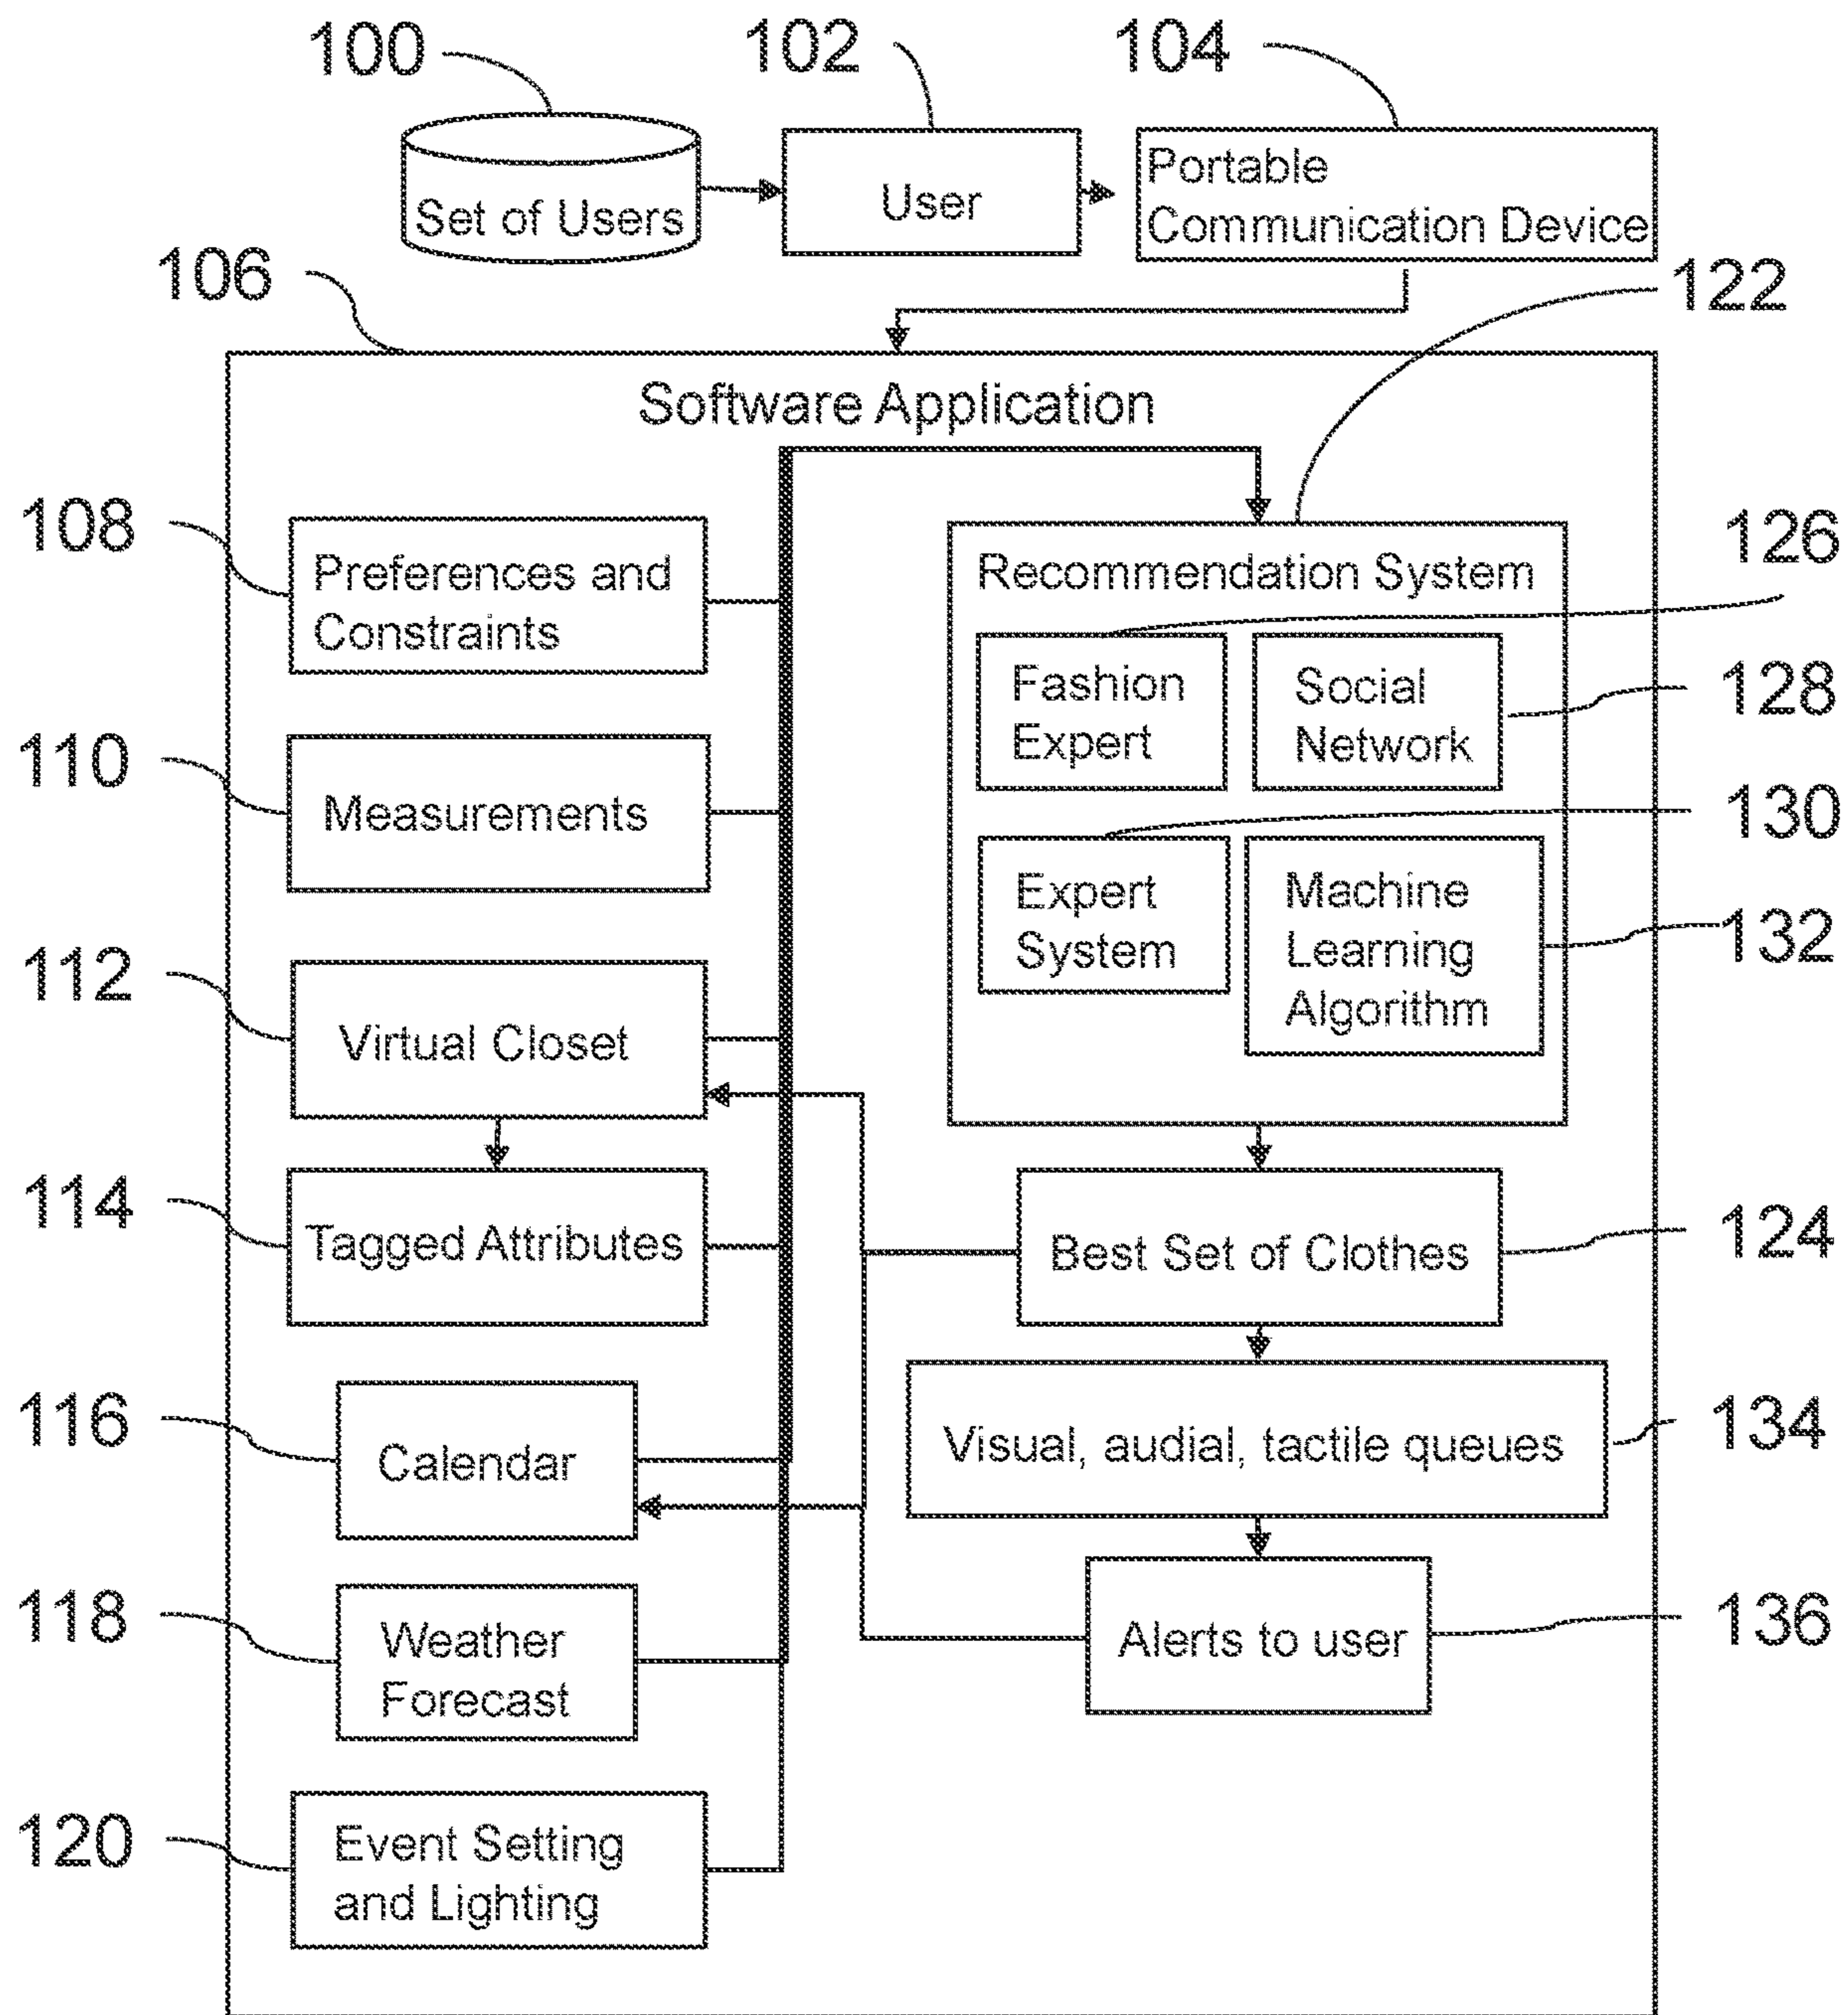 100
102
104
Set of Users
User
Portable
Communication Device
106
122
Software Application
108
Preferences and
Constraints
Recommendation System
126
Fashion
Expert
Social
Network
128
110
Measurements
130
Expert
System
Machine
Learning
Algorithm
132
112
Virtual Closet
114
Tagged Attributes
Best Set of Clothes
124
116
Calendar
Visual, audial, tactile queues
134
118
Weather
Forecast
Alerts to user
136
120
Event Setting
and Lighting